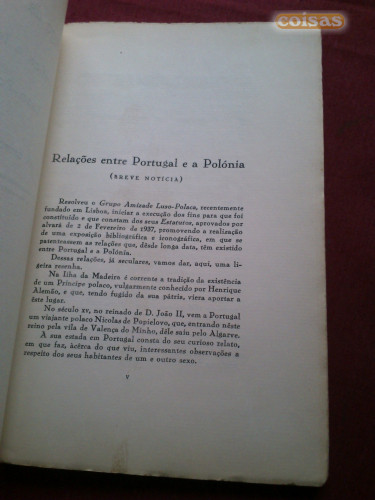 coisas
Relações entre Portugal e a Polónia
(BREVE NOTÍCIA)
Resolveu o Grupo Amizade Luso-Polaca, recentemente
fundado em Lisboa, iniciar a execução dos fins para que foi
constituído e que constam dos seus Estatutos, aprovados por
alvará de 2 de Fevereiro de 1937, promovendo a realização
de uma exposição bibliográfica e iconográfica, em que se
patenteassem as relações que, desde longa data, têm existido
entre Portugal e a Polónia.
Dessas relações, já seculares, vamos dar, aqui, uma li-
geira resenha.
Na Ilha da Madeira é corrente a tradição da existência
de um Príncipe polaco, vulgarmente conhecido por Henrique
Alemão, e que, tendo fugido da sua pátria, viera aportar a
êste lugar.
No século XV, no reinado de D. João II, vem a Portugal
um viajante polaco Nicolas de Popielovo, que, entrando nêste
reino pela vila de Valença do Minho, dêle saíu pelo Algarve.
A sua estada em Portugal consta do seu curioso relato,
em que faz, àcêrca do que viu, interessantes observações a
respeito dos seus habitantes de um e outro sexo.
V